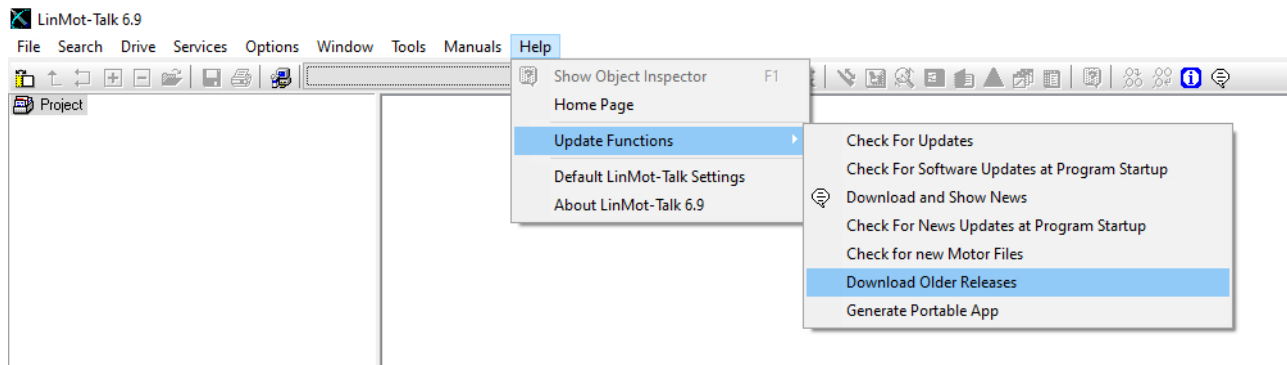 LinMot-Talk 6.9
File Search Drive Services Options Window Tools Manuals Help
Show Object Inspector F1
Project
Home Page
Update Functions
Check For Updates
Default LinMot-Talk Settings
Check For Software Updates at Program Startup
About LinMot-Talk 6.9
Download and Show News
Check For News Updates at Program Startup
Check for new Motor Files
Download Older Releases
Generate Portable App